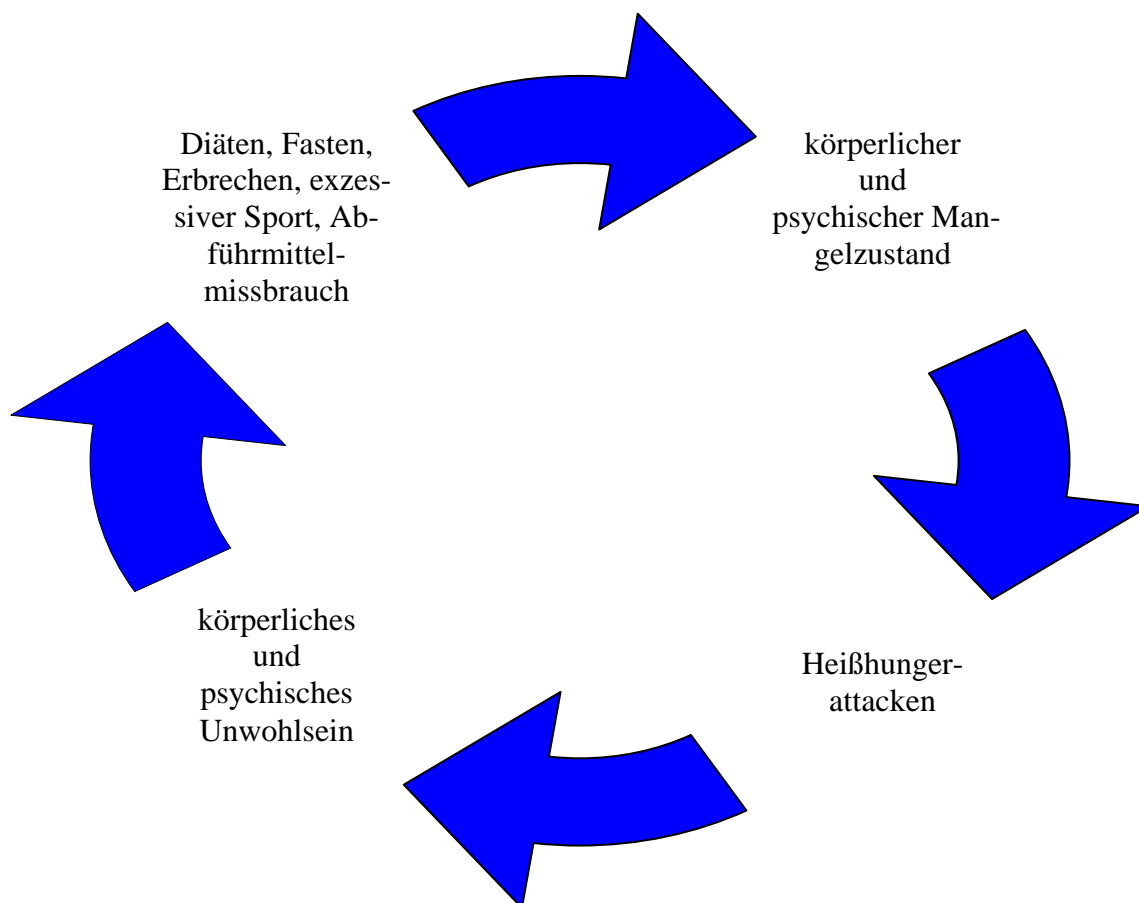 Diäten, Fasten,
Erbrechen, exzes-
siver Sport, Ab-
führmittel-
missbrauch
körperlicher
und
psychischer Man-
gelzustand
Heißhunger-
attacken
körperliches
und
psychisches
Unwohlsein